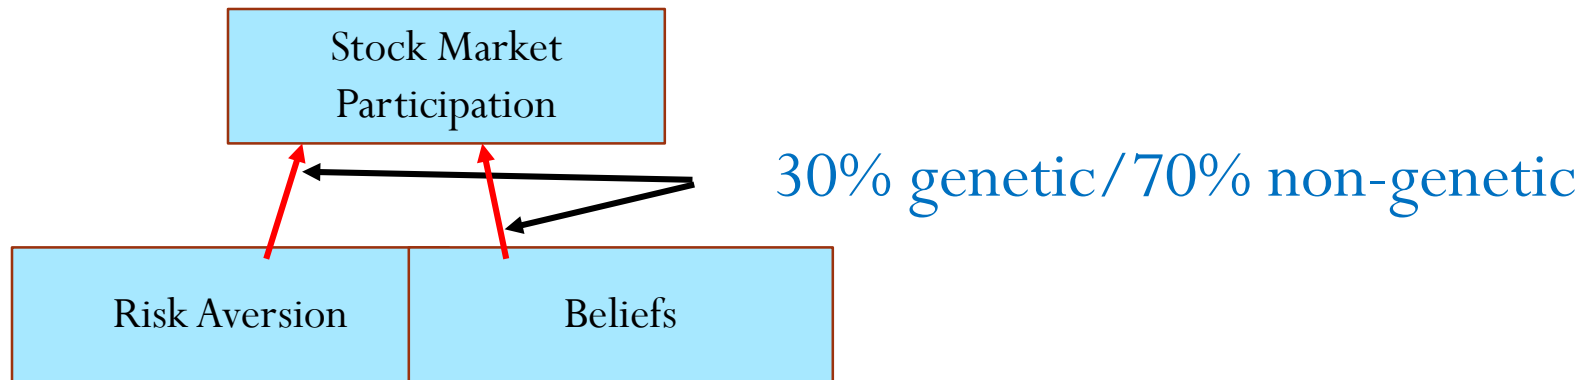 Stock Market
Participation
30% genetic/70% non-genetic
Risk Aversion
Beliefs